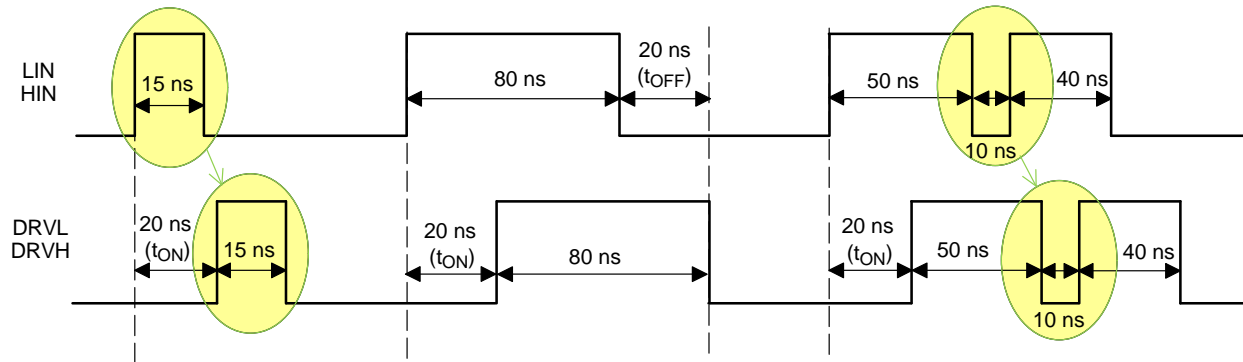 LIN
HIN
15 ns
80 ns
20 ns
(tOFF)
50 ns
10 ns
40 ns
DRVL
DRVH
20 ns
(tON)
15 ns
20 ns
(tON)
80 ns
20 ns
(tON)
50 ns
10 ns
40 ns